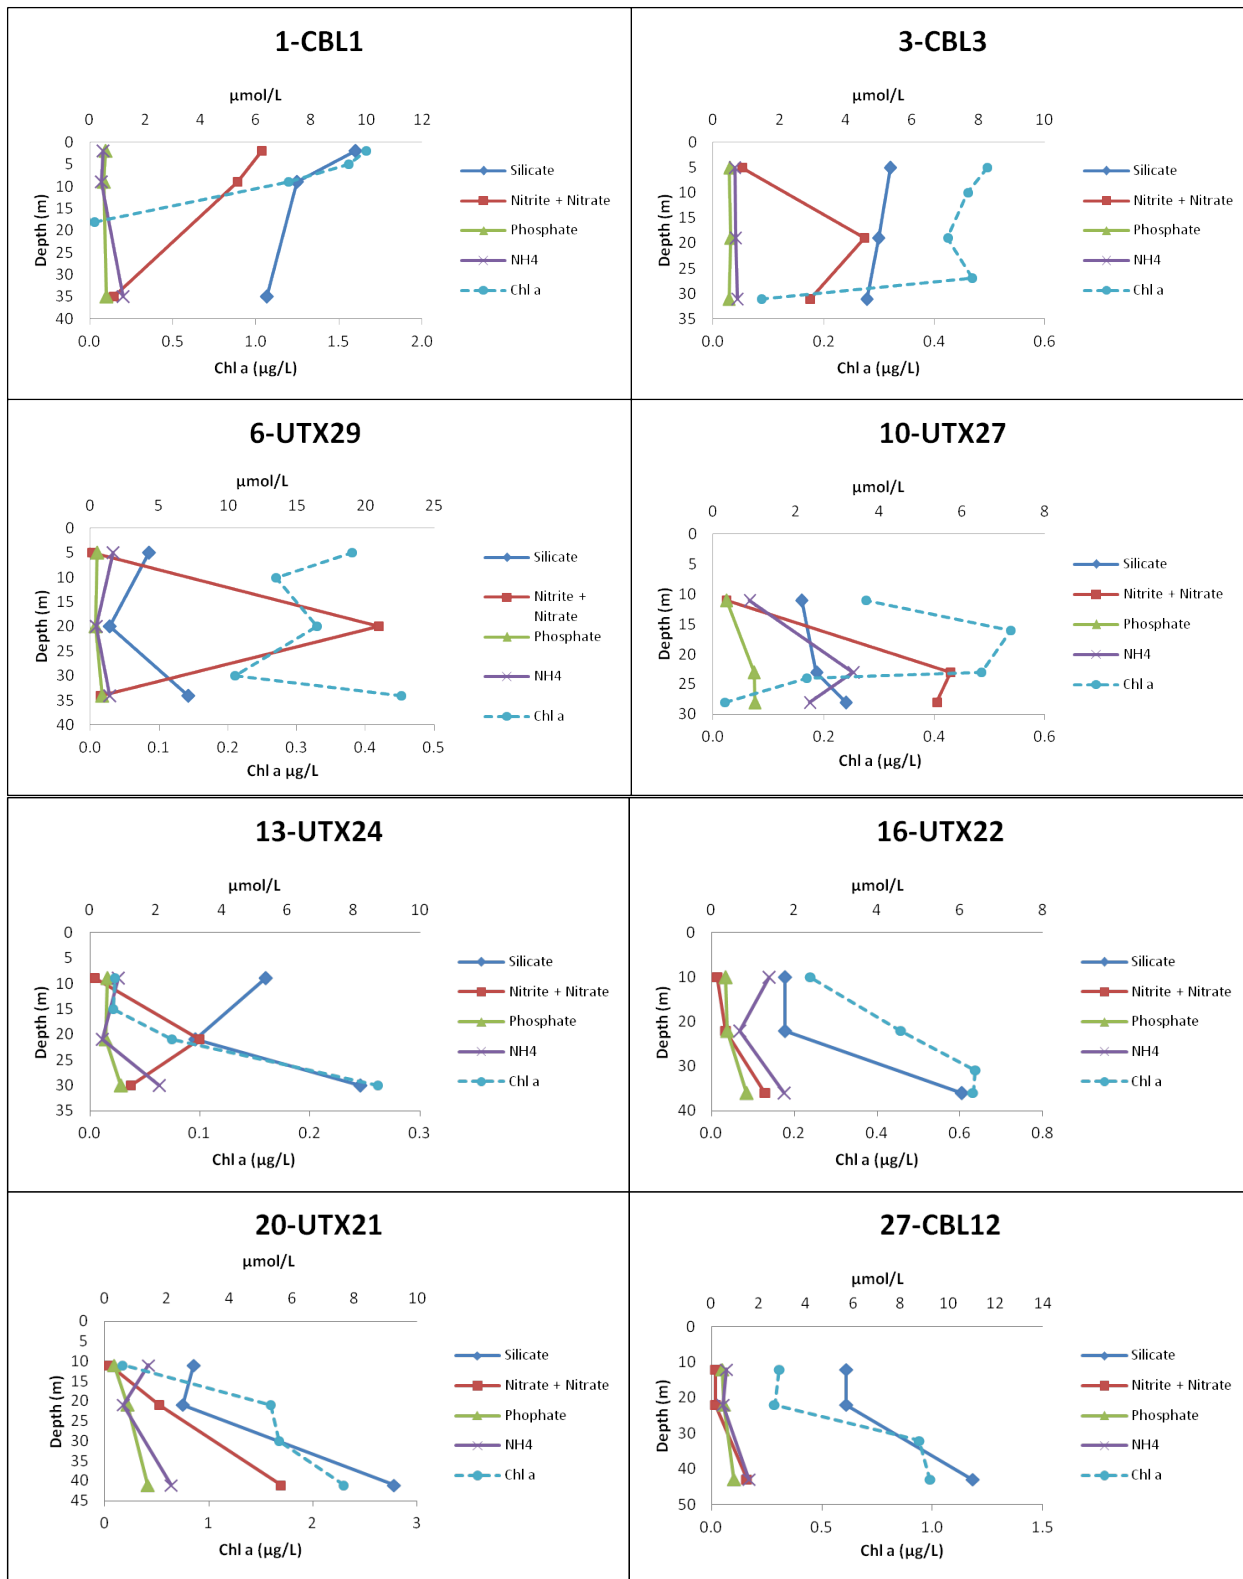 1-CBL1
µmol/L
0 2 4 6 8 10 12
0
5
10
15
20
25
30
35
40
Depth (m)
0.0 0.5 1.0 1.5 2.0
Chl a (µg/L)
Silicate
Nitrite + Nitrate
Phosphate
NH4
Chl a
3-CBL3
µmol/L
0 2 4 6 8 10
0
5
10
15
20
25
30
35
Depth (m)
0.0 0.2 0.4 0.6
Chl a (µg/L)
Silicate
Nitrite + Nitrate
Phosphate
NH4
Chl a
6-UTX29
µmol/L
0 5 10 15 20 25
0
5
10
15
20
25
30
35
40
Depth (m)
0.0 0.1 0.2 0.3 0.4 0.5
Chl a µg/L
Silicate
Nitrite +
Nitrate
Phosphate
NH4
Chl a
10-UTX27
µmol/L
0 2 4 6 8
0
5
10
15
20
25
30
Depth (m)
0.0 0.2 0.4 0.6
Chl a (µg/L)
Silicate
Nitrite + Nitrate
Phosphate
NH4
Chl a
13-UTX24
µmol/L
0 2 4 6 8 10
0
5
10
15
20
25
30
35
Depth (m)
0.0 0.1 0.2 0.3
Chl a (µg/L)
Silicate
Nitrite + Nitrate
Phosphate
NH4
Chl a
16-UTX22
µmol/L
0 2 4 6 8
0
10
20
30
40
Depth (m)
0.0 0.2 0.4 0.6 0.8
Chl a (µg/L)
Silicate
Nitrite + Nitrate
Phosphate
NH4
Chl a
20-UTX21
µmol/L
0 2 4 6 8 10
0
5
10
15
20
25
30
35
40
45
Depth (m)
0 1 2 3
Chl a (µg/L)
Silicate
Nitrate + Nitrate
Phophate
NH4
Chl a
27-CBL12
µmol/L
0 2 4 6 8 10 12 14
0
10
20
30
40
50
Depth (m)
0.0 0.5 1.0 1.5
Chl a (µg/L)
Silicate
Nitrite + Nitrate
Phosphate
NH4
Chl a